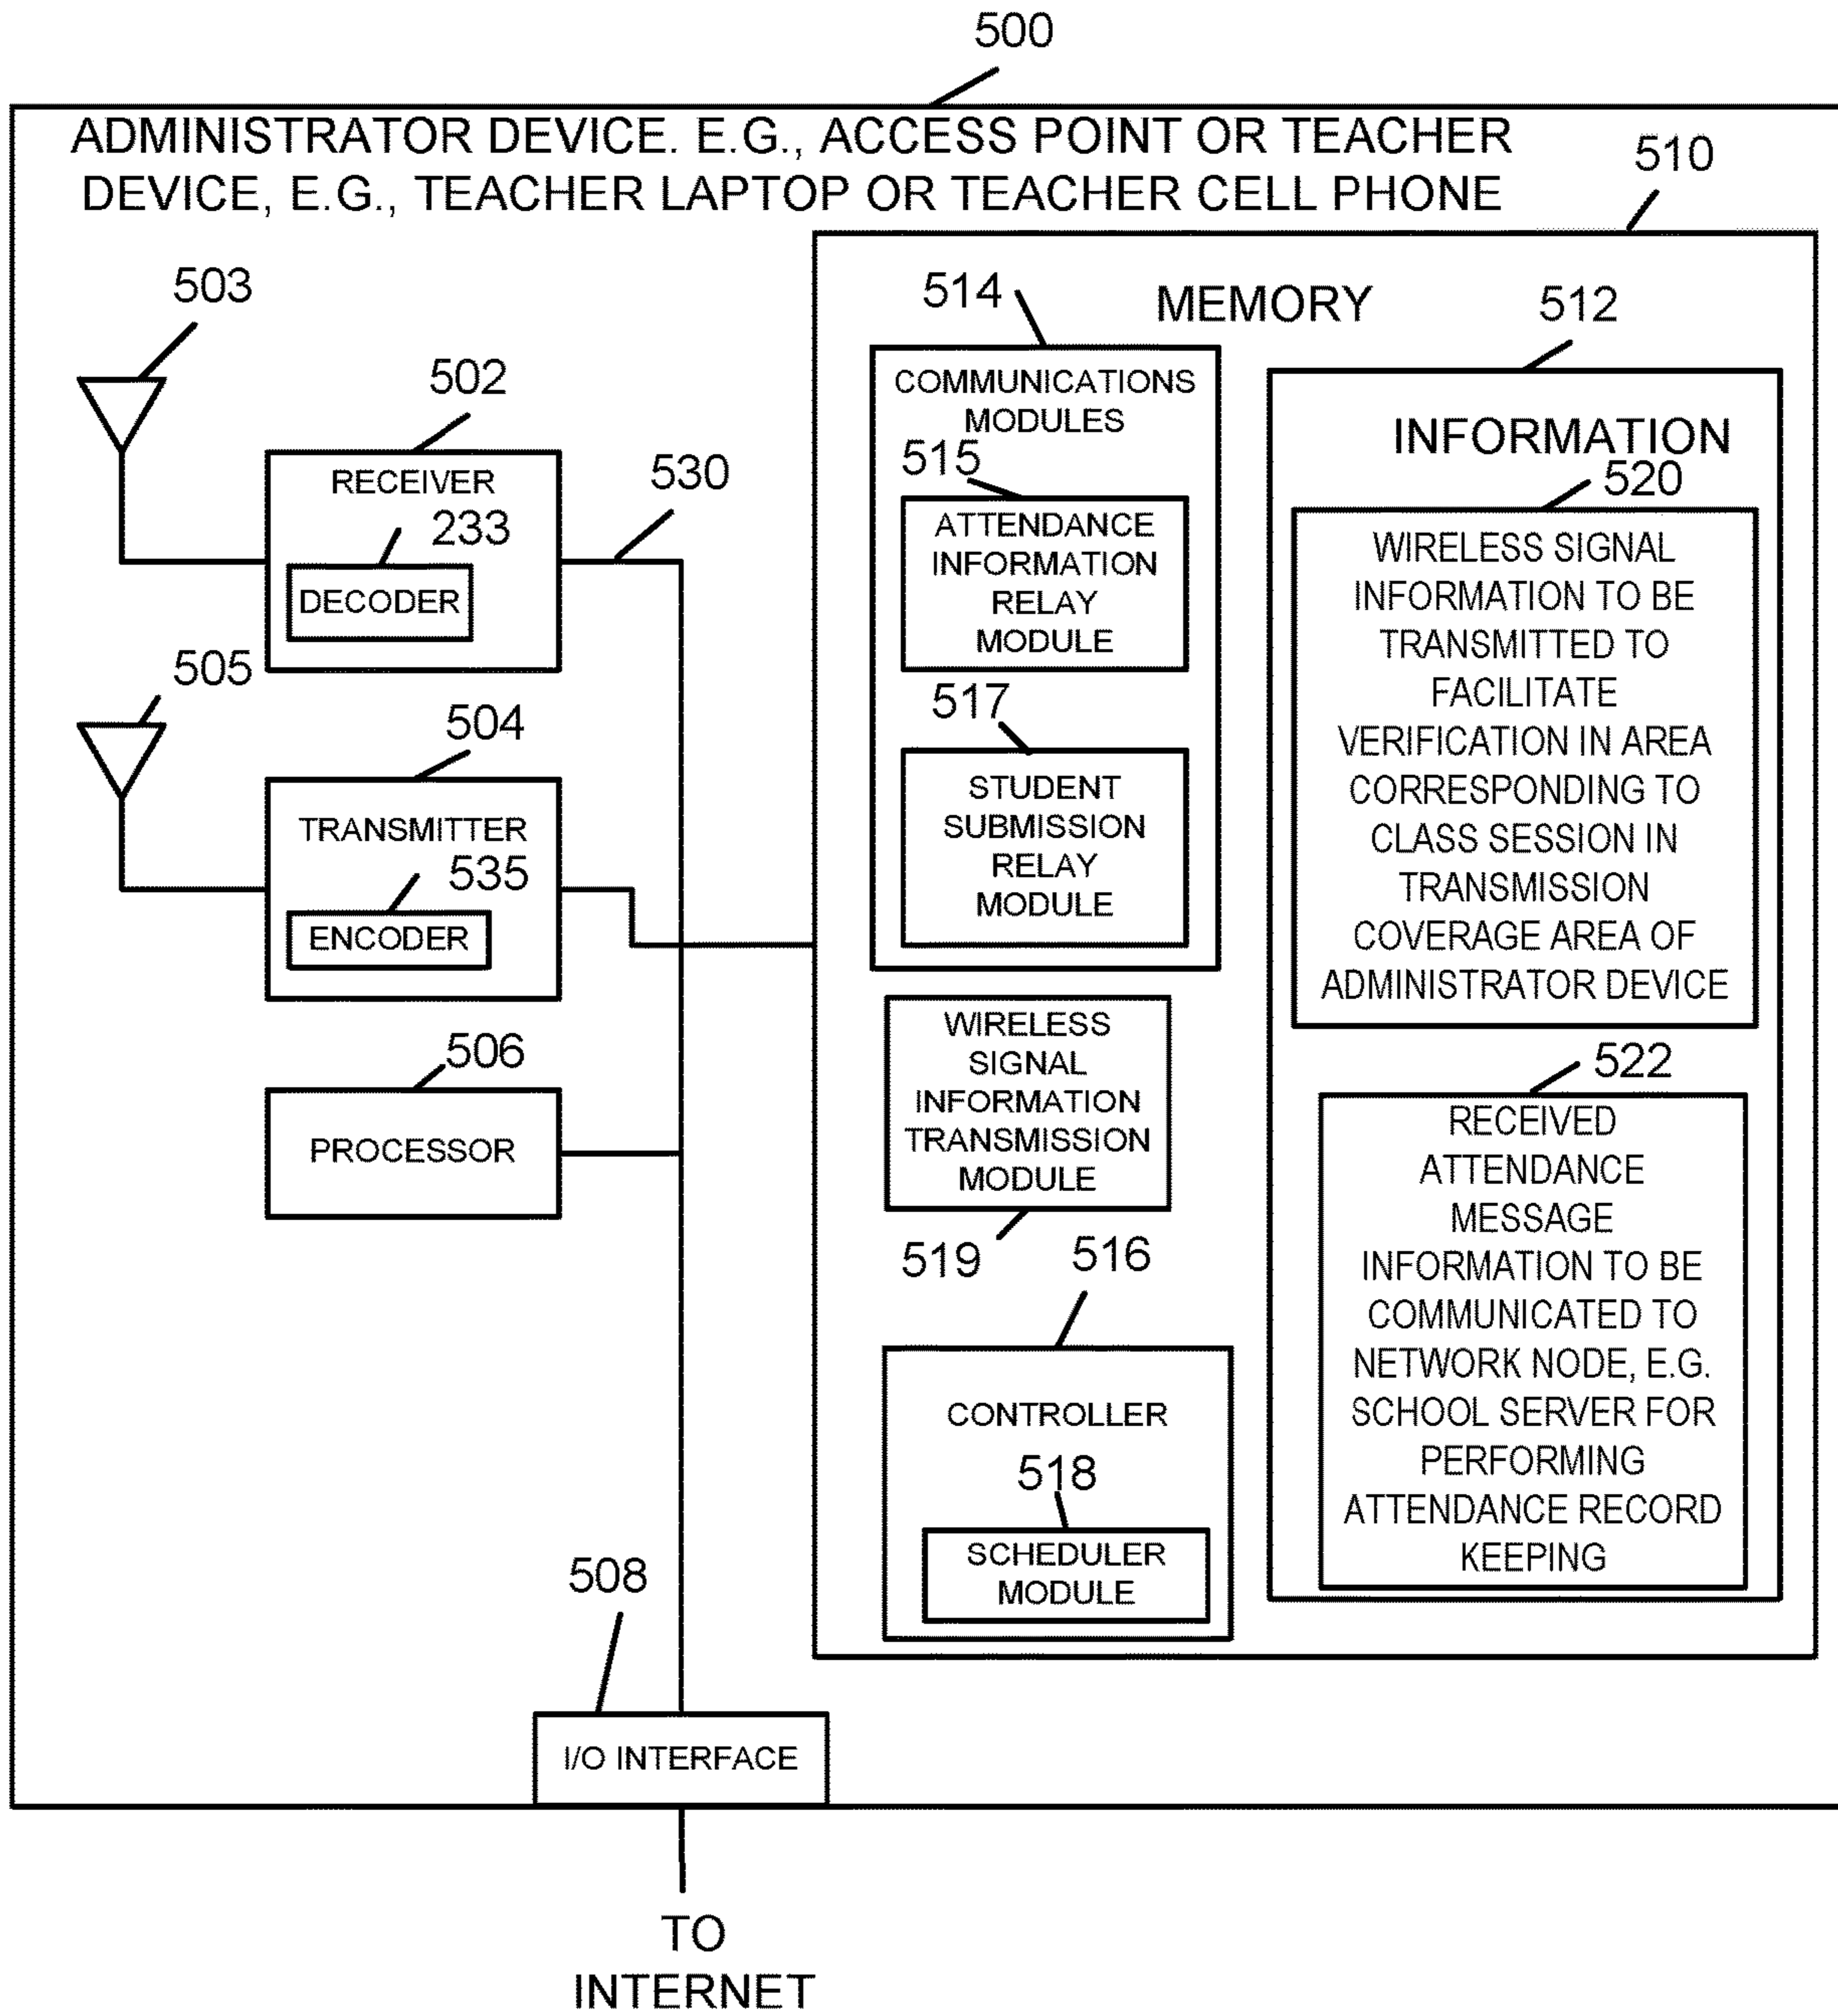 500
ADMINISTRATOR DEVICE. E.G., ACCESS POINT OR TEACHER
DEVICE, E.G., TEACHER LAPTOP OR TEACHER CELL PHONE
510
503
502
RECEIVER
233
DECODER
530
505
504
TRANSMITTER
535
ENCODER
506
PROCESSOR
508
I/O INTERFACE
TO
INTERNET
MEMORY
514
COMMUNICATIONS
MODULES
515
ATTENDANCE
INFORMATION
RELAY
MODULE
517
STUDENT
SUBMISSION
RELAY
MODULE
WIRELESS
SIGNAL
INFORMATION
TRANSMISSION
MODULE
519
516
CONTROLLER
518
SCHEDULER
MODULE
512
INFORMATION
520
WIRELESS SIGNAL
INFORMATION TO BE
TRANSMITTED TO
FACILITATE
VERIFICATION IN AREA
CORRESPONDING TO
CLASS SESSION IN
TRANSMISSION
COVERAGE AREA OF
ADMINISTRATOR DEVICE
522
RECEIVED
ATTENDANCE
MESSAGE
INFORMATION TO BE
COMMUNICATED TO
NETWORK NODE, E.G.
SCHOOL SERVER FOR
PERFORMING
ATTENDANCE RECORD
KEEPING